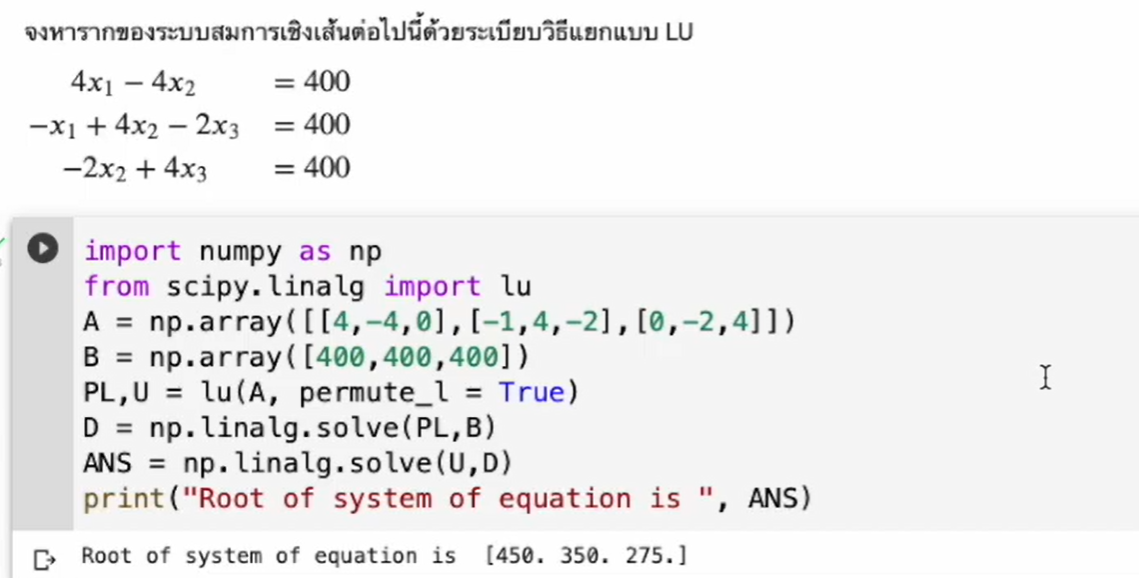 จงหารากของระบบสมการเชิงเส้นต่อไปนี้ด้วยระเบียบวิธีแยกแบบ LU
4x₁ − 4x₂ = 400
−x₁ + 4x₂ − 2x₃ = 400
−2x₂ + 4x₃ = 400
import numpy as np
from scipy.linalg import lu
A = np.array([[4,-4,0],[-1,4,-2],[0,-2,4]])
B = np.array([400,400,400])
PL,U = lu(A, permute_l = True)
D = np.linalg.solve(PL,B)
ANS = np.linalg.solve(U,D)
print("Root of system of equation is ", ANS)
Root of system of equation is  [450. 350. 275.]